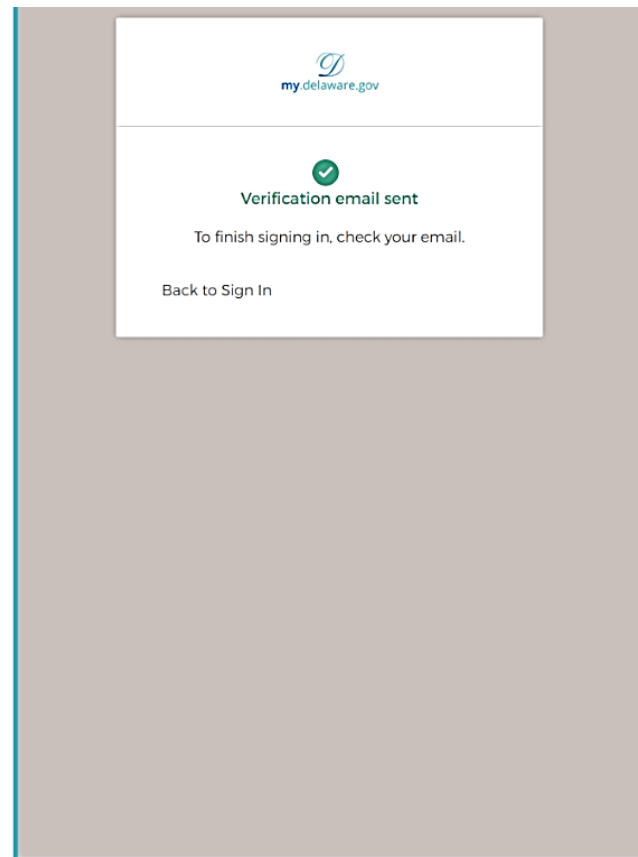 D
my.delaware.gov
Verification email sent
To finish signing in, check your email.
Back to Sign In